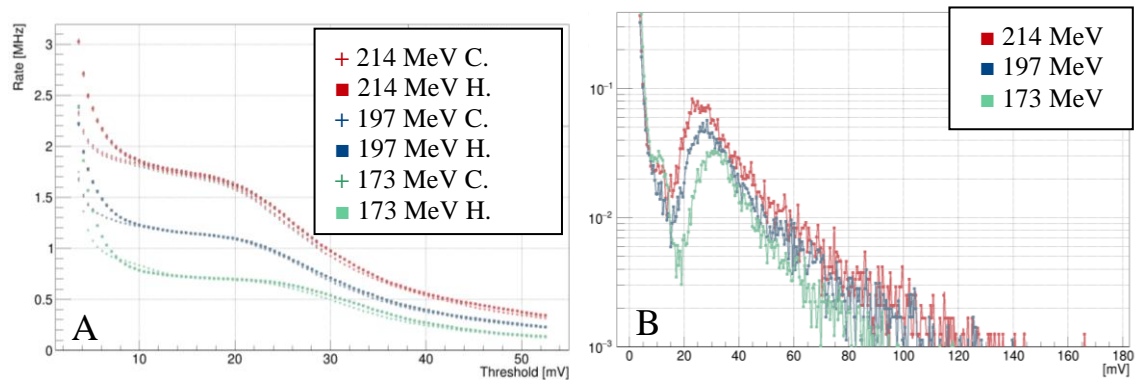 Rate [MHz]
3
2.5
2
1.5
1
0.5
0
10
20
30
40
50
Threshold [mV]
+ 214 MeV C.
■ 214 MeV H.
+ 197 MeV C.
■ 197 MeV H.
+ 173 MeV C.
■ 173 MeV H.
A
10⁻¹
10⁻²
10⁻³
0 20 40 60 80 100 120 140 160 180
[mV]
■ 214 MeV
■ 197 MeV
■ 173 MeV
B